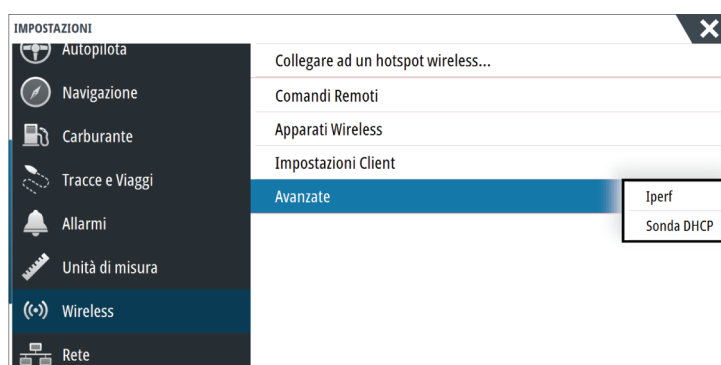 IMPOSTAZIONI
Autopilota
Navigazione
Carburante
Tracce e Viaggi
Allarmi
Unità di misura
Wireless
Rete
Collegare ad un hotspot wireless...
Comandi Remoti
Apparati Wireless
Impostazioni Client
Avanzate
Iperf
Sonda DHCP